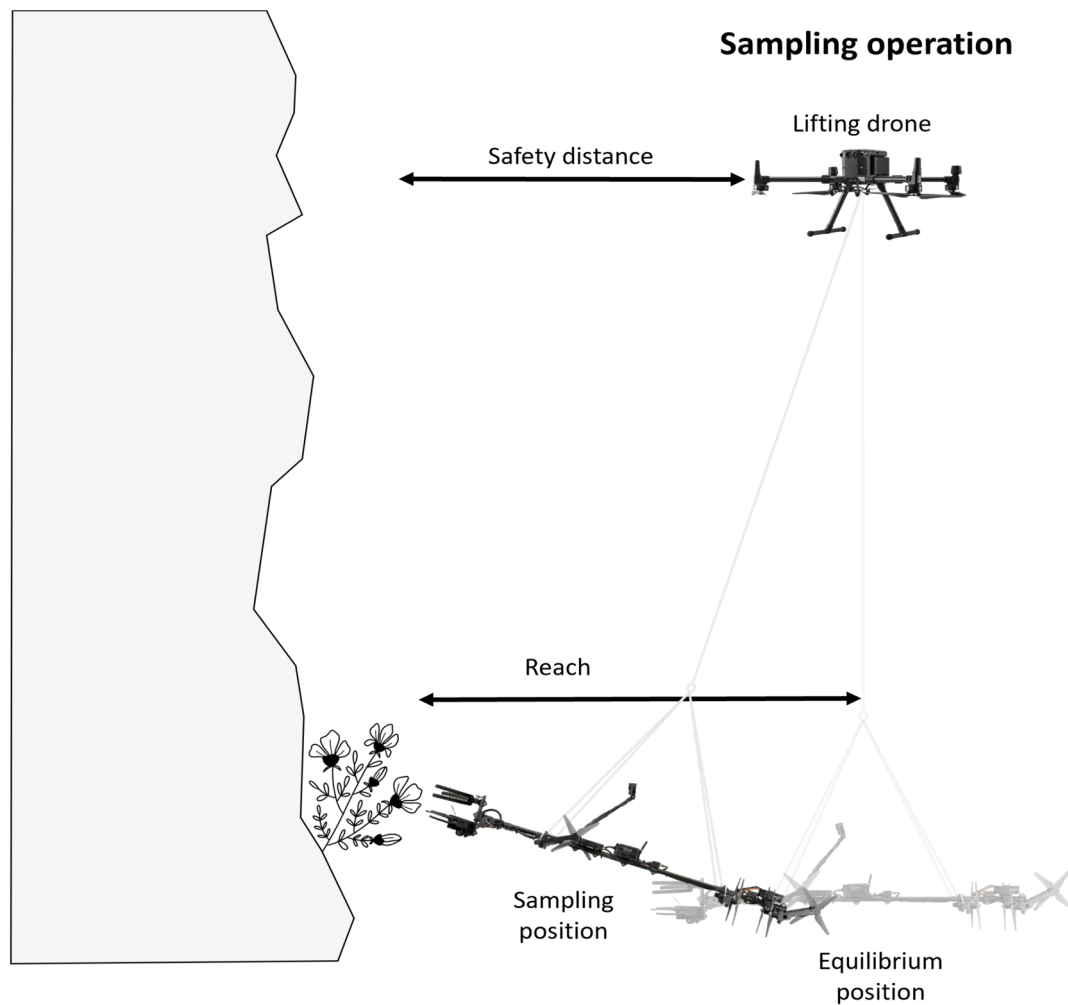 Sampling operation
Lifting drone
Safety distance
Reach
Sampling
position
Equilibrium
position